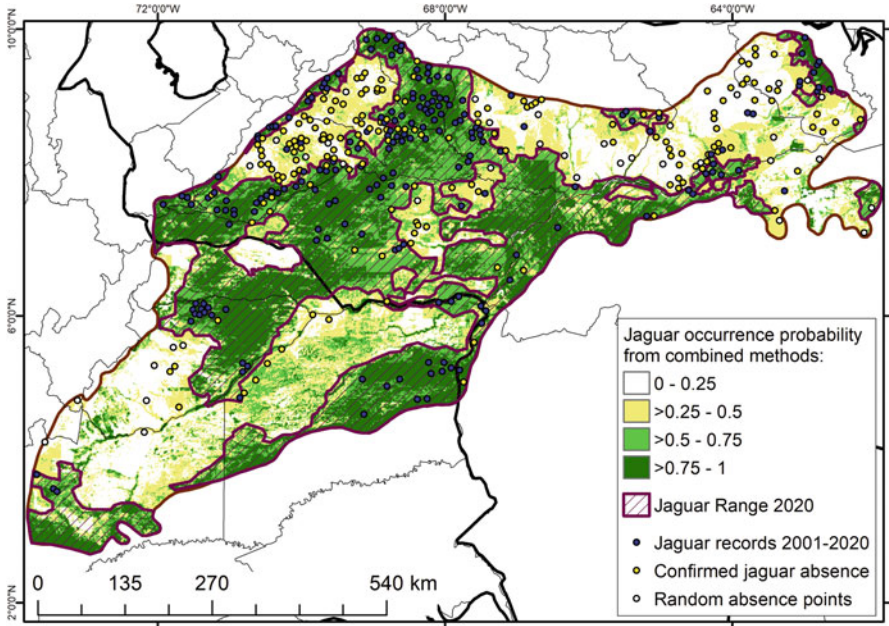 72°0'0"W 68°0'0"W 64°0'0"W
10°0'0"N
6°0'0"N
2°0'0"N
Jaguar occurrence probability
from combined methods:
0 - 0.25
>0.25 - 0.5
>0.5 - 0.75
>0.75 - 1
Jaguar Range 2020
Jaguar records 2001-2020
Confirmed jaguar absence
Random absence points
0 135 270 540 km